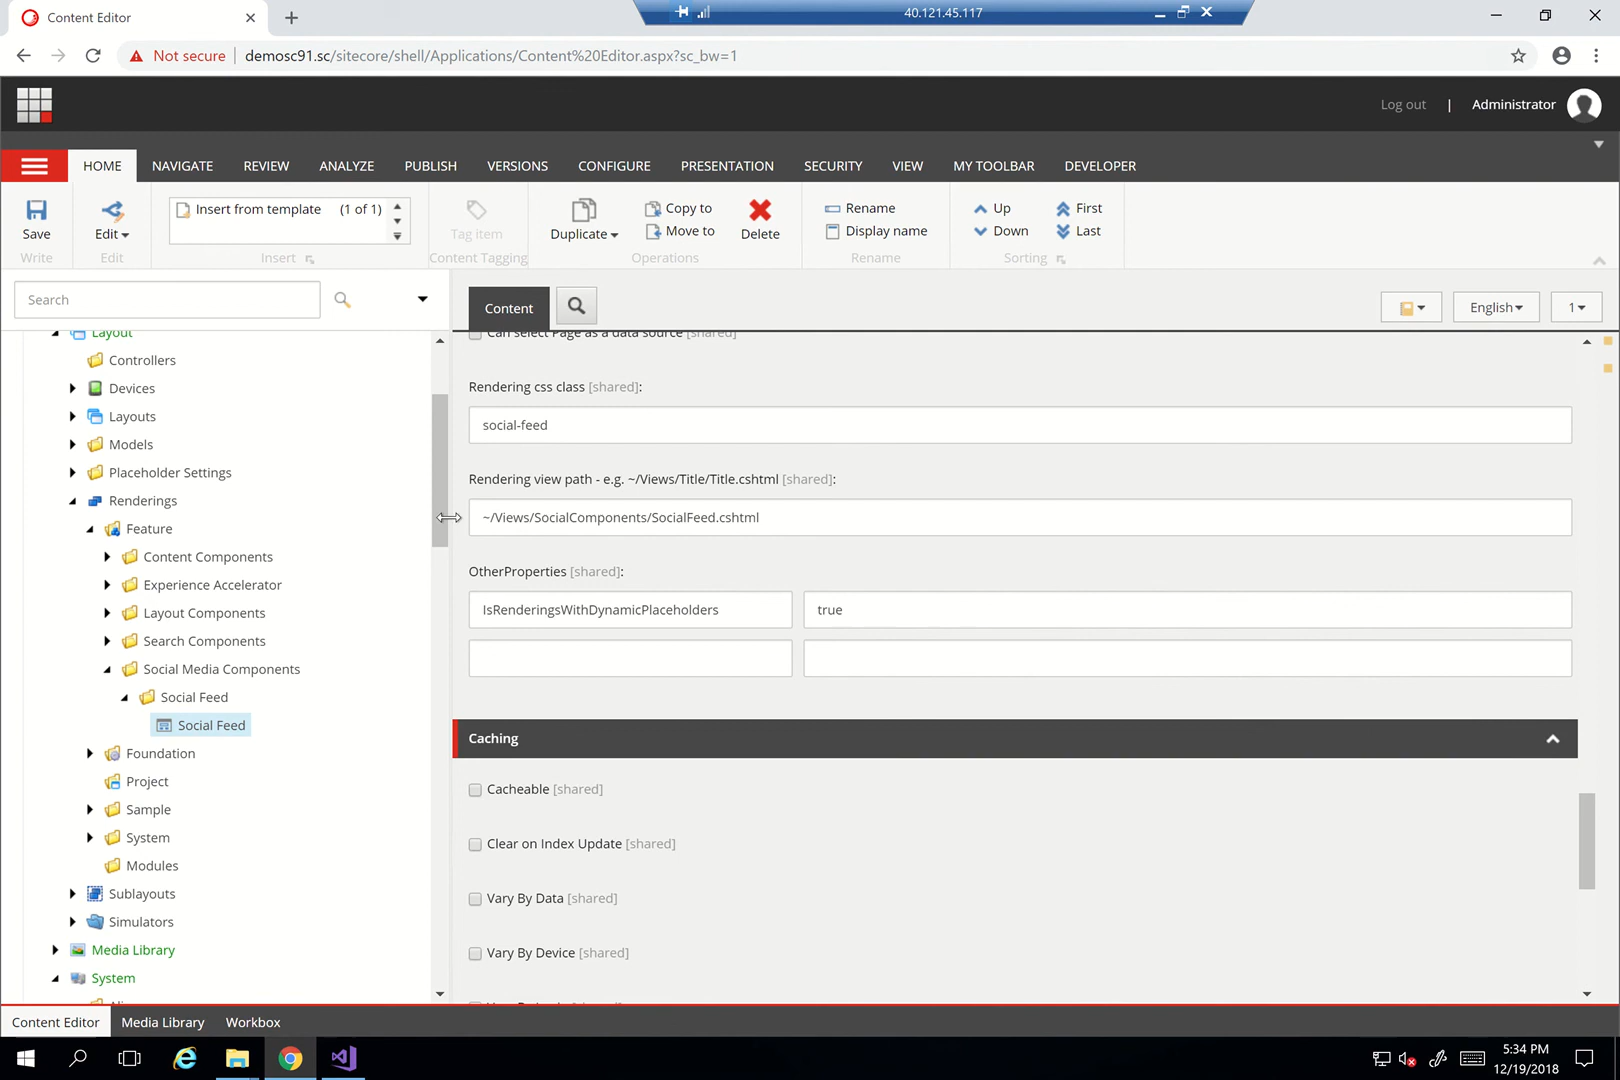 Content Editor
40.121.45.117
Not secure
demosc91.sc/sitecore/shell/Applications/Content%20Editor.aspx?sc_bw=1
Log out | Administrator
HOME NAVIGATE REVIEW ANALYZE PUBLISH VERSIONS CONFIGURE PRESENTATION SECURITY VIEW MY TOOLBAR DEVELOPER
Save
Write
Edit
Edit
Insert from template (1 of 1)
Insert
Tag item
Content Tagging
Duplicate
Copy to
Move to
Delete
Operations
Rename
Display name
Rename
Up
Down
First
Last
Sorting
Search
Content
English
1
Layout
Controllers
Devices
Layouts
Models
Placeholder Settings
Renderings
Feature
Content Components
Experience Accelerator
Layout Components
Search Components
Social Media Components
Social Feed
Social Feed
Foundation
Project
Sample
System
Modules
Sublayouts
Simulators
Media Library
System
Can select Page as a data source [shared]
Rendering css class [shared]:
social-feed
Rendering view path - e.g. ~/Views/Title/Title.cshtml [shared]:
~/Views/SocialComponents/SocialFeed.cshtml
OtherProperties [shared]:
IsRenderingsWithDynamicPlaceholders true
Caching
Cacheable [shared]
Clear on Index Update [shared]
Vary By Data [shared]
Vary By Device [shared]
Content Editor Media Library Workbox
5:34 PM
12/19/2018